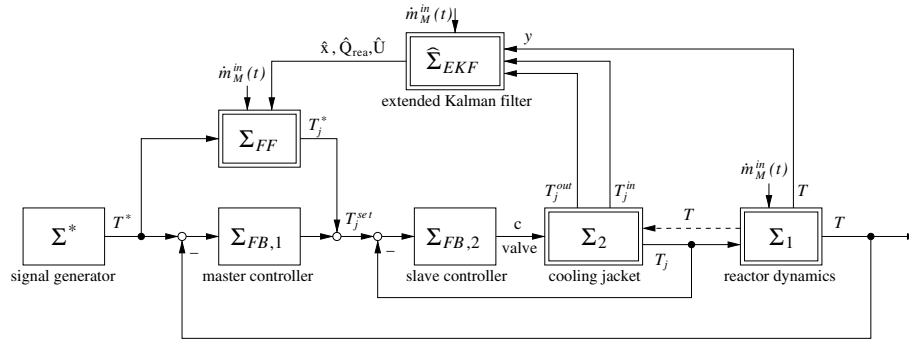 ṁ_M^in(t)
x̂, Q̂_rea, Û
y
Σ̂_EKF
extended Kalman filter
ṁ_M^in(t)
Σ_FF
T_j^*
T_j^out
T_j^in
ṁ_M^in(t)
T
Σ^*
signal generator
T^*
–
Σ_FB,1
master controller
T_j^set
–
Σ_FB,2
slave controller
c
valve
Σ_2
cooling jacket
T
T_j
Σ_1
reactor dynamics
T